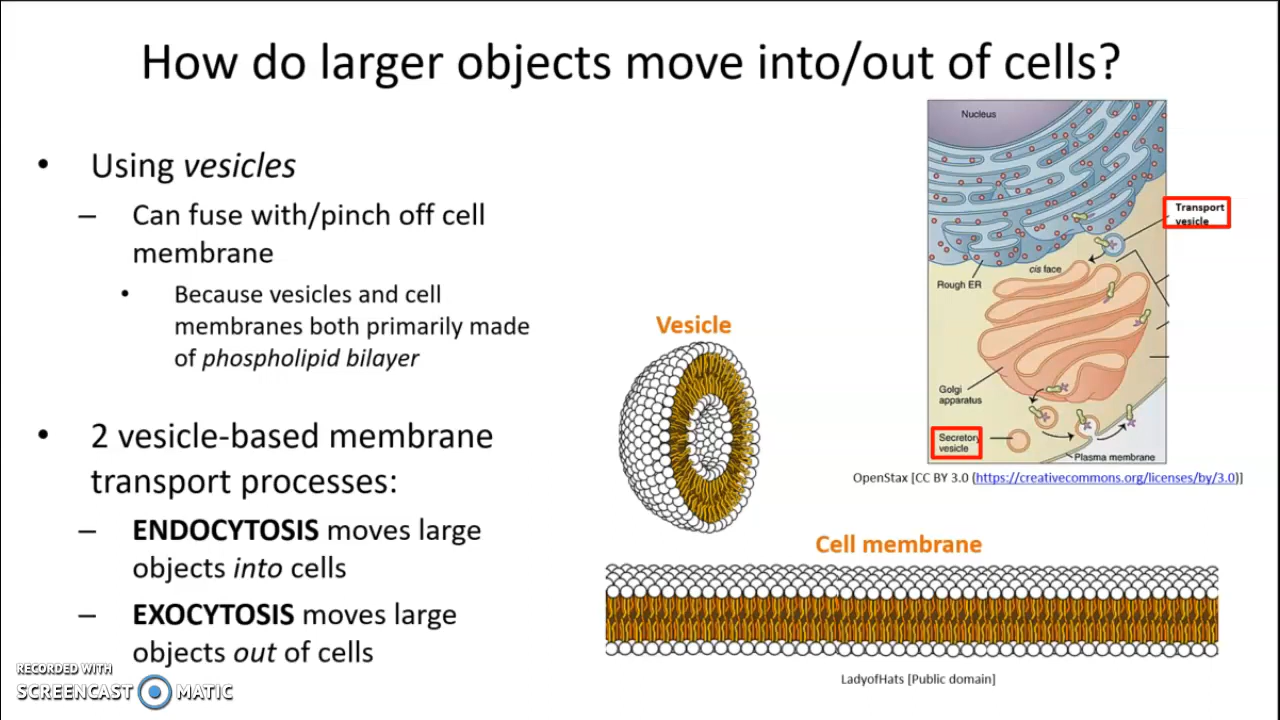 How do larger objects move into/out of cells?
• Using vesicles
– Can fuse with/pinch off cell
membrane
• Because vesicles and cell
membranes both primarily made
of phospholipid bilayer
• 2 vesicle-based membrane
transport processes:
– ENDOCYTOSIS moves large
objects into cells
– EXOCYTOSIS moves large
objects out of cells
Nucleus
Transport
vesicle
cis face
Rough ER
Golgi
apparatus
Secretory
vesicle
Plasma membrane
OpenStax [CC BY 3.0 (https://creativecommons.org/licenses/by/3.0)]
Vesicle
Cell membrane
LadyofHats [Public domain]
RECORDED WITH
SCREENCAST MATIC